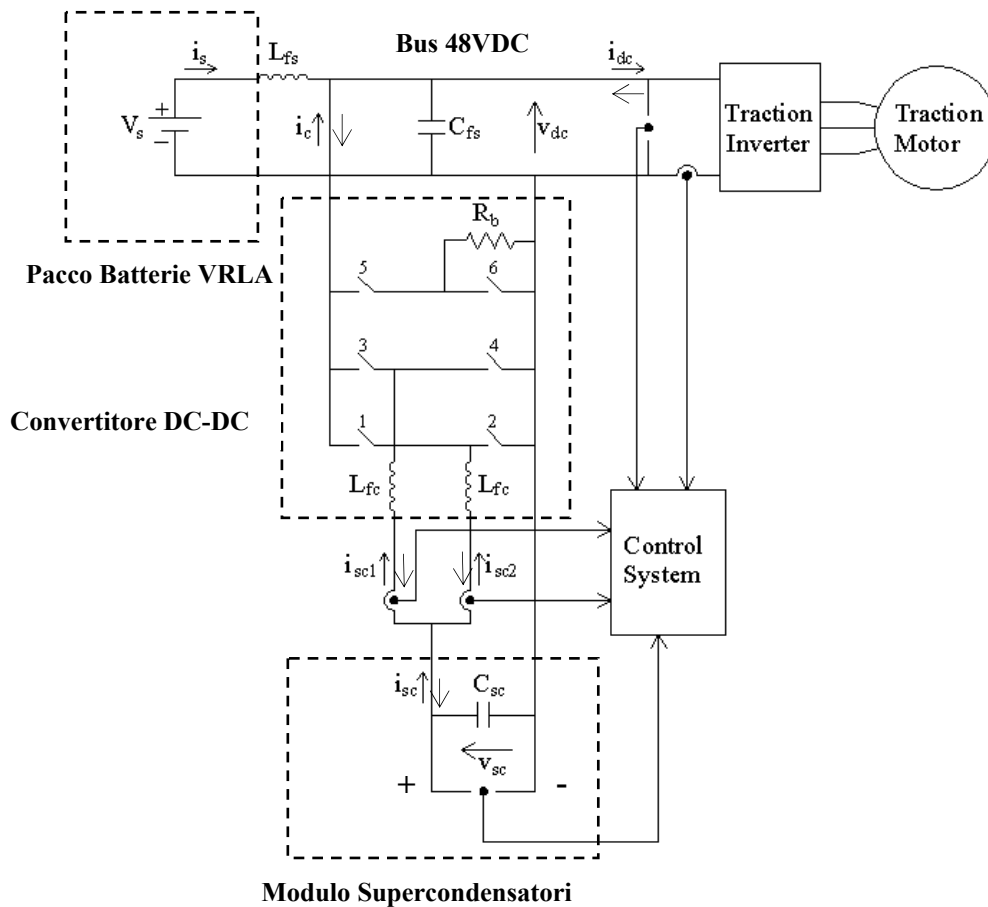 Bus 48VDC
i_s
L_fs
i_dc
+
V_s
−
i_c
C_fs
v_dc
Traction
Inverter
Traction
Motor
R_b
Pacco Batterie VRLA
5
6
3
4
Convertitore DC-DC
1
2
L_fc
L_fc
Control
System
i_sc1
i_sc2
i_sc
C_sc
v_sc
+
-
Modulo Supercondensatori